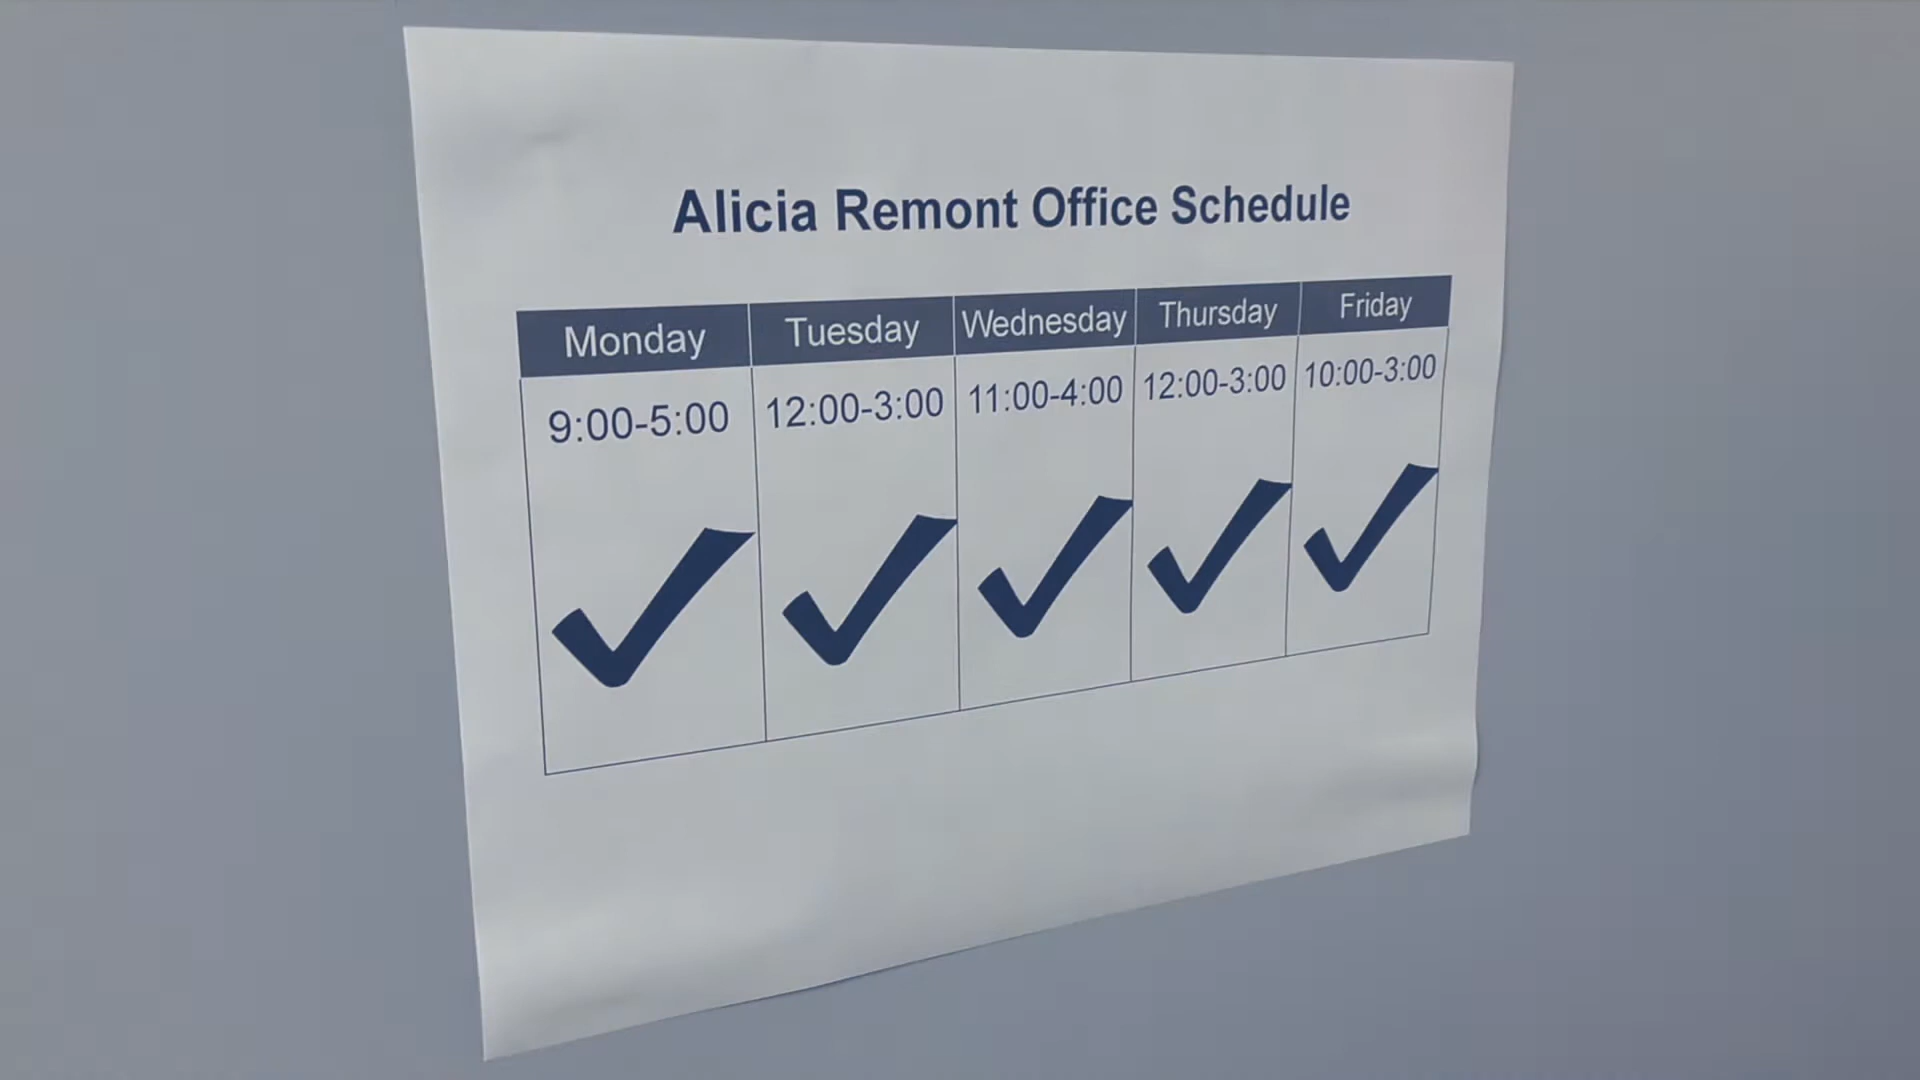 Alicia Remont Office Schedule
Monday Tuesday Wednesday Thursday Friday
9:00-5:00 12:00-3:00 11:00-4:00 12:00-3:00 10:00-3:00